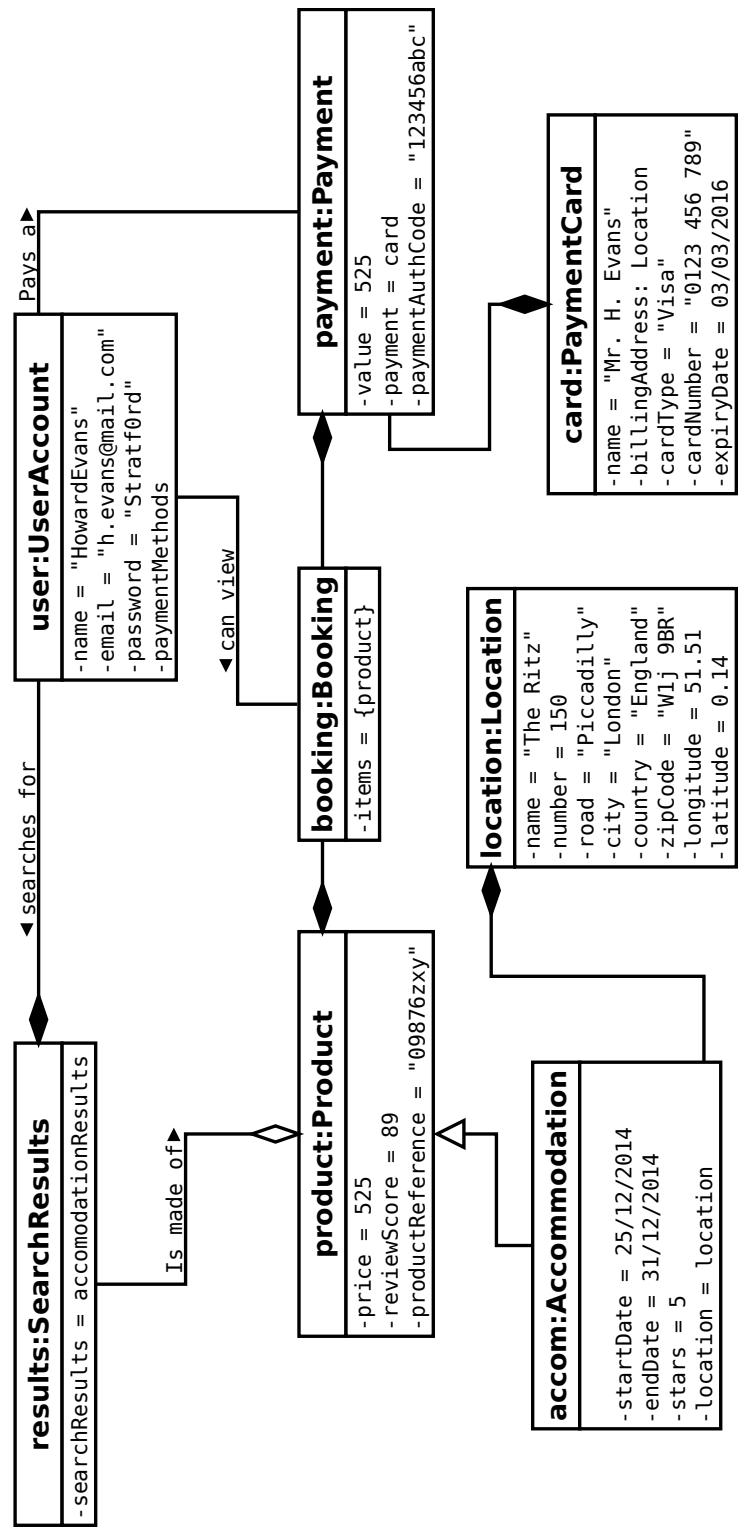 results:SearchResults
-searchResults = accomodationResults
◀ searches for
user:UserAccount
-name = "HowardEvans"
-email = "h.evans@mail.com"
-password = "Stratf0rd"
-paymentMethods
Pays a▶
Is made of▶
◀ can view
product:Product
-price = 525
-reviewScore = 89
-productReference = "09876zxy"
booking:Booking
-items = {product}
payment:Payment
-value = 525
-payment = card
-paymentAuthCode = "123456abc"
accom:Accommodation
-startDate = 25/12/2014
-endDate = 31/12/2014
-stars = 5
-location = location
location:Location
-name = "The Ritz"
-number = 150
-road = "Piccadilly"
-city = "London"
-country = "England"
-zipCode = "W1j 9BR"
-longitude = 51.51
-latitude = 0.14
card:PaymentCard
-name = "Mr. H. Evans"
-billingAddress: Location
-cardType = "Visa"
-cardNumber = "0123 456 789"
-expiryDate = 03/03/2016